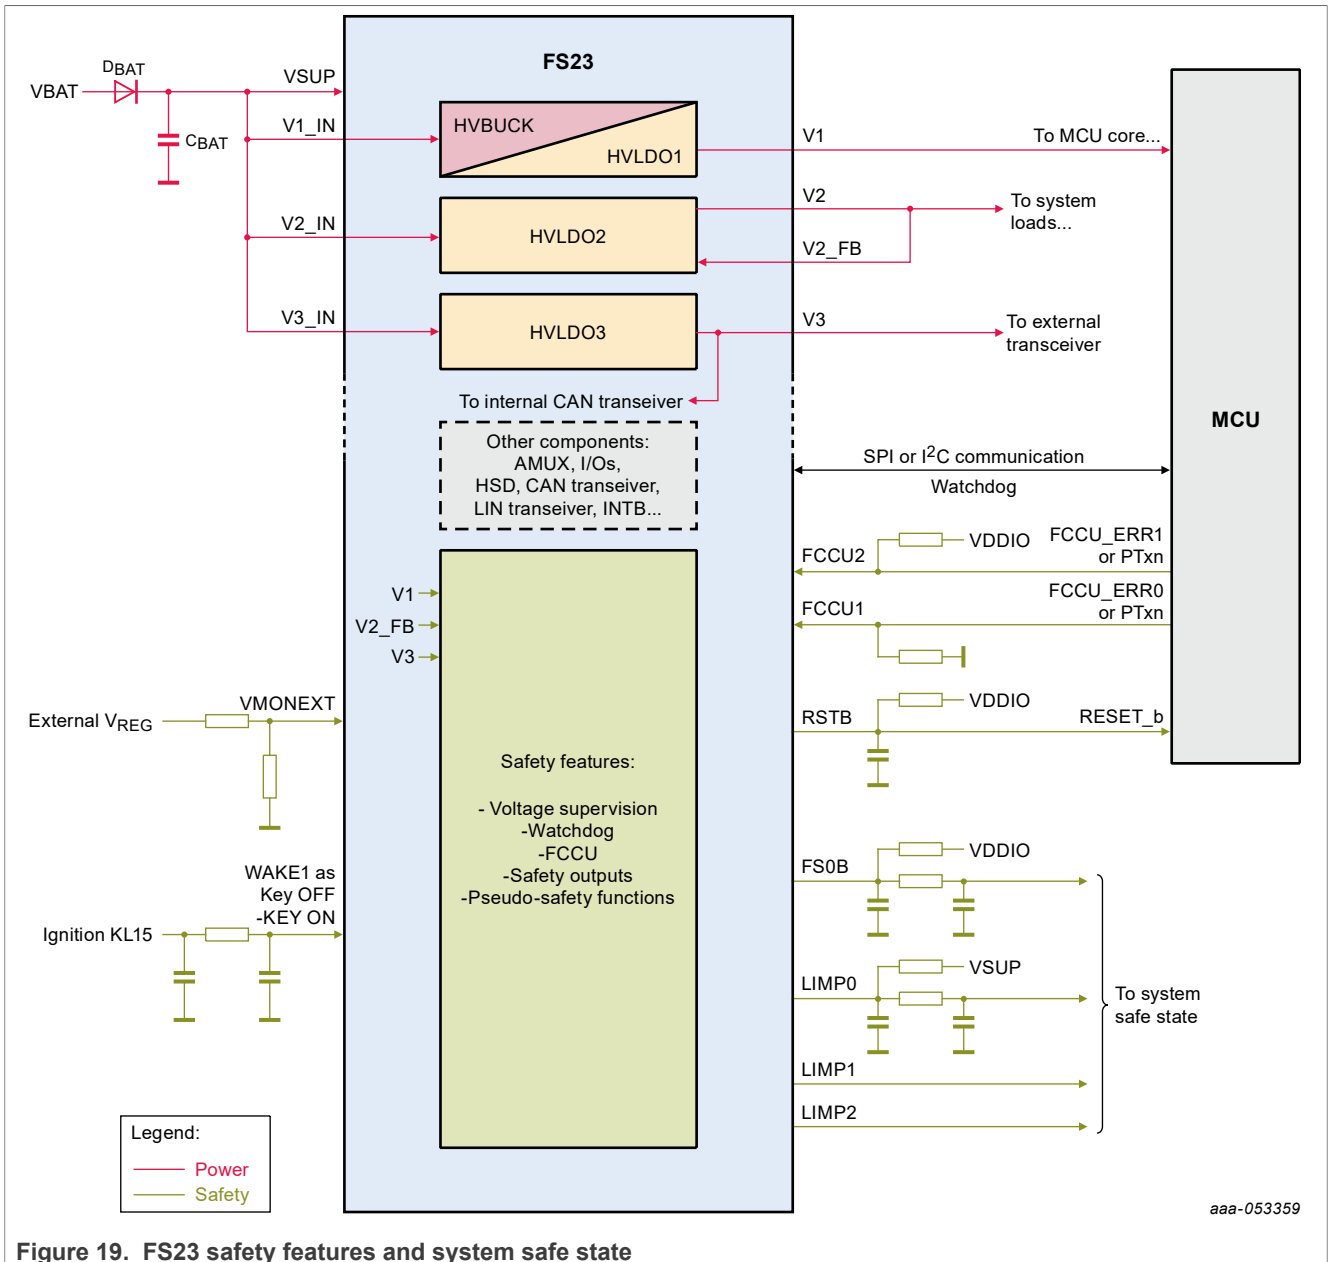 FS23
DBAT
VBAT
VSUP
CBAT
V1_IN
HVBUCK
HVLDO1
V1
To MCU core...
V2_IN
HVLDO2
V2
To system
loads...
V2_FB
V3_IN
HVLDO3
V3
To external
transceiver
To internal CAN transeiver
MCU
Other components:
AMUX, I/Os,
HSD, CAN transeiver,
LIN transeiver, INTB...
SPI or I2C communication
Watchdog
FCCU2
VDDIO
FCCU_ERR1
or PTxn
FCCU1
FCCU_ERR0
or PTxn
V1
V2_FB
V3
External VREG
VMONEXT
RSTB
VDDIO
RESET_b
Safety features:
- Voltage supervision
-Watchdog
-FCCU
-Safety outputs
-Pseudo-safety functions
WAKE1 as
Key OFF
-KEY ON
Ignition KL15
FS0B
VDDIO
LIMP0
VSUP
To system
safe state
LIMP1
LIMP2
Legend:
Power
Safety
aaa-053359
Figure 19. FS23 safety features and system safe state